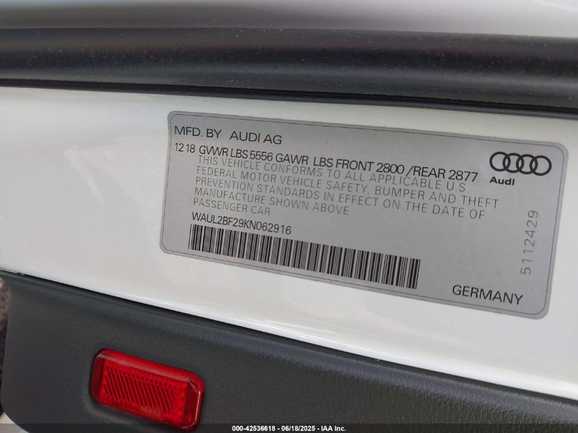 MFD. BY AUDI AG
12 18 GVWR LBS 5556 GAWR LBS FRONT 2800 /REAR 2877
THIS VEHICLE CONFORMS TO ALL APPLICABLE U S
FEDERAL MOTOR VEHICLE SAFETY, BUMPER AND THEFT
PREVENTION STANDARDS IN EFFECT ON THE DATE OF
MANUFACTURE SHOWN ABOVE
PASSENGER CAR
WAUL2BF29KN062916
Audi
5112429
GERMANY
000-42536618 - 06/18/2025 - IAA, Inc.